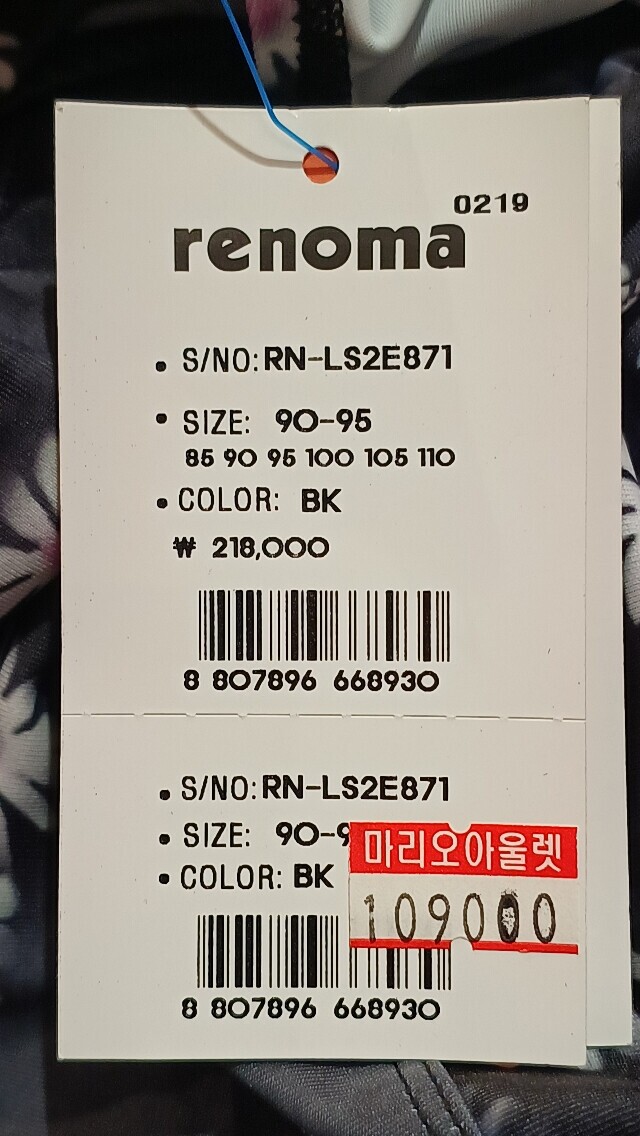 0219
renoma
• S/NO: RN-LS2E871
• SIZE: 90-95
85 90 95 100 105 110
• COLOR: BK
₩ 218,000
8 807896 668930
• S/NO: RN-LS2E871
• SIZE: 90-9
마리오아울렛
• COLOR: BK
109000
8 807896 668930